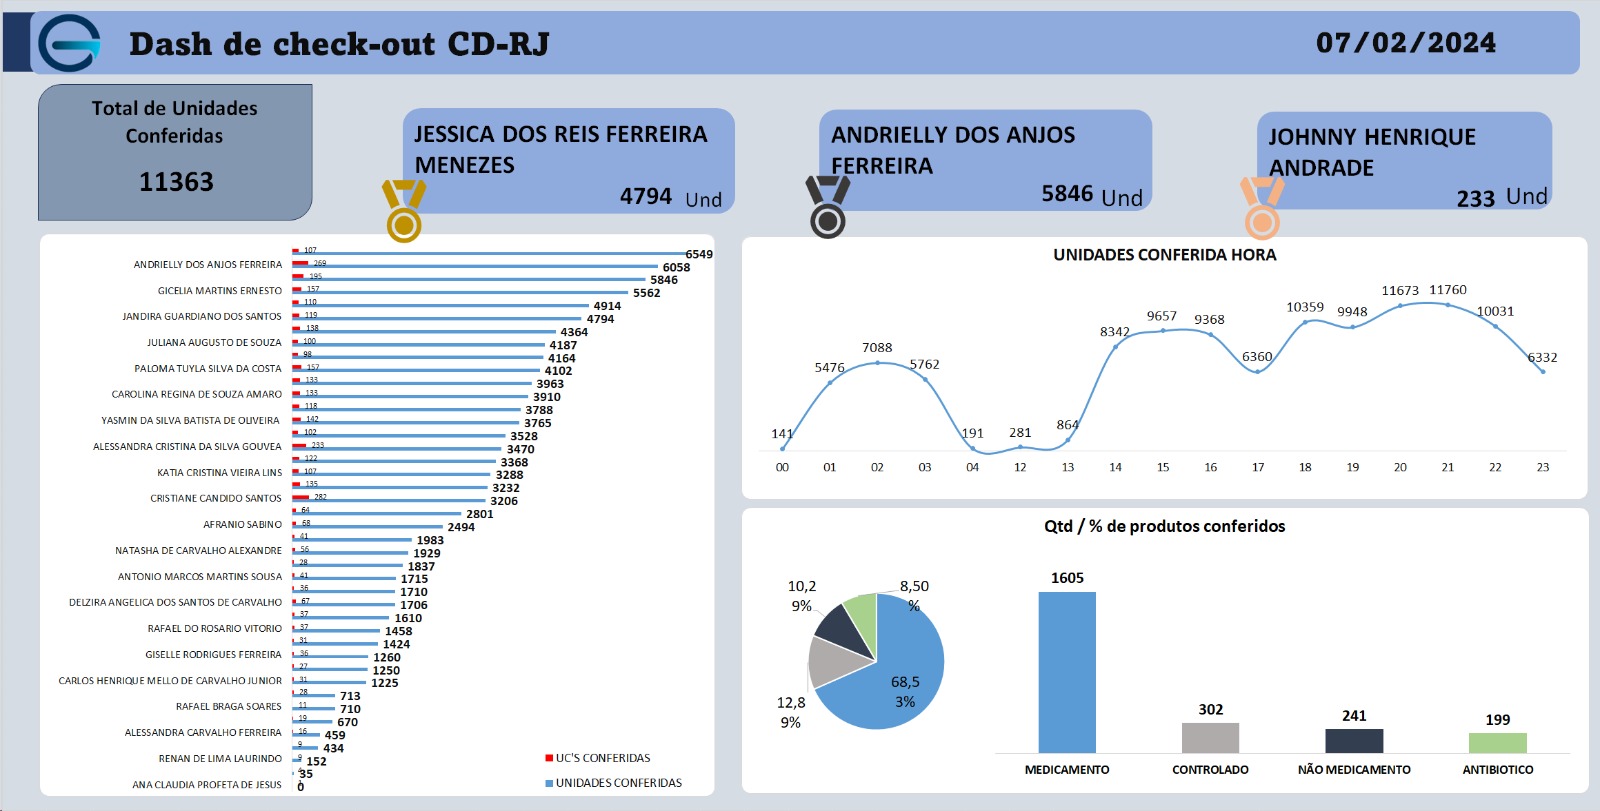 Dash de check-out CD-RJ
07/02/2024
Total de Unidades
Conferidas
11363
JESSICA DOS REIS FERREIRA
MENEZES
4794 Und
ANDRIELLY DOS ANJOS
FERREIRA
5846 Und
JOHNNY HENRIQUE
ANDRADE
233 Und
107 6549
ANDRIELLY DOS ANJOS FERREIRA 269 6058
195 5846
GICELIA MARTINS ERNESTO 157 5562
110 4914
JANDIRA GUARDIANO DOS SANTOS 119 4794
138 4364
JULIANA AUGUSTO DE SOUZA 100 4187
98 4164
PALOMA TUYLA SILVA DA COSTA 157 4102
133 3963
CAROLINA REGINA DE SOUZA AMARO 133 3910
118 3788
YASMIN DA SILVA BATISTA DE OLIVEIRA 142 3765
102 3528
ALESSANDRA CRISTINA DA SILVA GOUVEA 233 3470
122 3368
KATIA CRISTINA VIEIRA LINS 107 3288
135 3232
CRISTIANE CANDIDO SANTOS 282 3206
64 2801
AFRANIO SABINO 68 2494
41 1983
NATASHA DE CARVALHO ALEXANDRE 56 1929
28 1837
ANTONIO MARCOS MARTINS SOUSA 41 1715
36 1710
DELZIRA ANGELICA DOS SANTOS DE CARVALHO 67 1706
37 1610
RAFAEL DO ROSARIO VITORIO 37 1458
31 1424
GISELLE RODRIGUES FERREIRA 36 1260
27 1250
CARLOS HENRIQUE MELLO DE CARVALHO JUNIOR 31 1225
28 713
RAFAEL BRAGA SOARES 11 710
19 670
ALESSANDRA CARVALHO FERREIRA 16 459
9 434
RENAN DE LIMA LAURINDO 9 152
4 35
ANA CLAUDIA PROFETA DE JESUS 0
UC'S CONFERIDAS
UNIDADES CONFERIDAS
UNIDADES CONFERIDA HORA
141 5476 7088 5762 191 281 864 8342 9657 9368 6360 10359 9948 11673 11760 10031 6332
00 01 02 03 04 12 13 14 15 16 17 18 19 20 21 22 23
Qtd / % de produtos conferidos
10,2
9%
8,50
%
68,5
3%
12,8
9%
1605
302
241
199
MEDICAMENTO CONTROLADO NÃO MEDICAMENTO ANTIBIOTICO